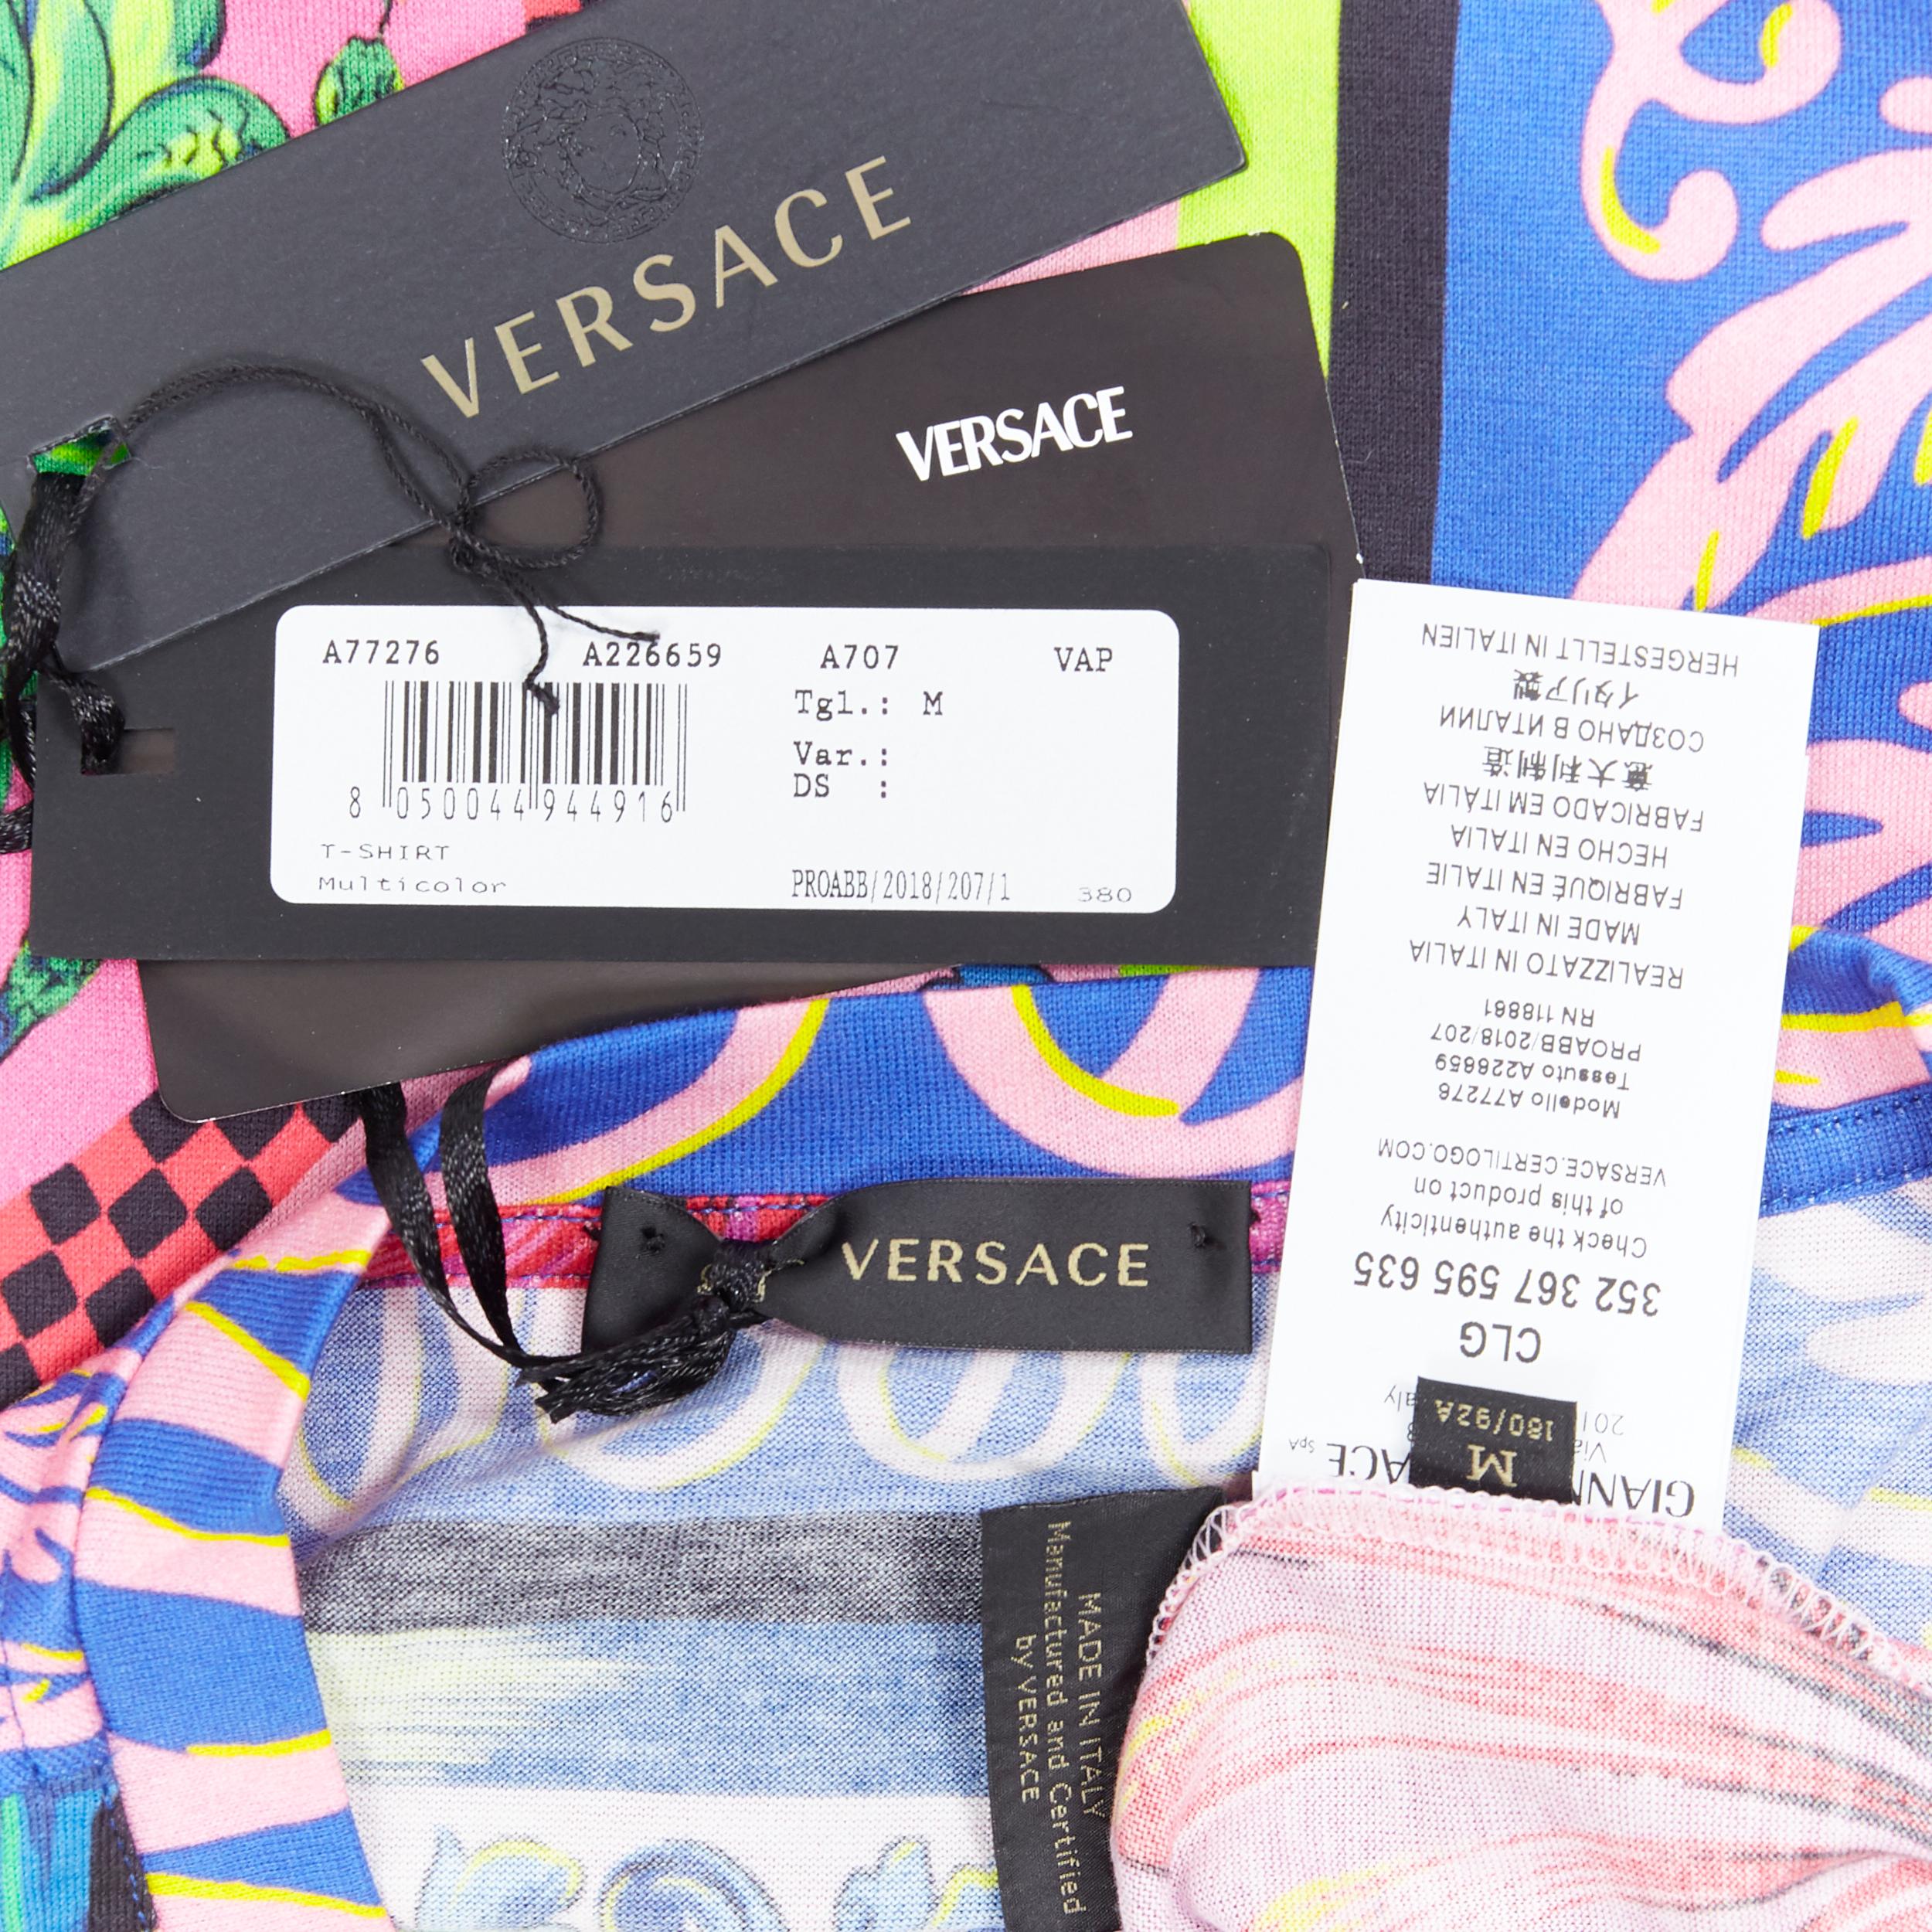 VERSACE
VERSACE
A77276 A226659 A707 VAP
Tgl.: M
Var.:
DS :
8 050044 944916
T-SHIRT
Multicolor
PROABB/2018/207/1 380
VERSACE
MADE IN ITALY
Manufactured and Certified
by VERSACE
M
180/92A
CLG
352 367 595 635
Check the authenticity
of this product on
VERSACE.CERTILOGO.COM
Modello A77276
Tessuto A226659
PROABB/2018/207
RN 118861
REALIZZATO IN ITALIA
MADE IN ITALY
FABRIQUÉ EN ITALIE
HECHO EN ITALIA
FABRICADO EM ITÁLIA
意大利制造
СОЗДАНО В ИТАЛИИ
イタリア製
HERGESTELLT IN ITALIEN